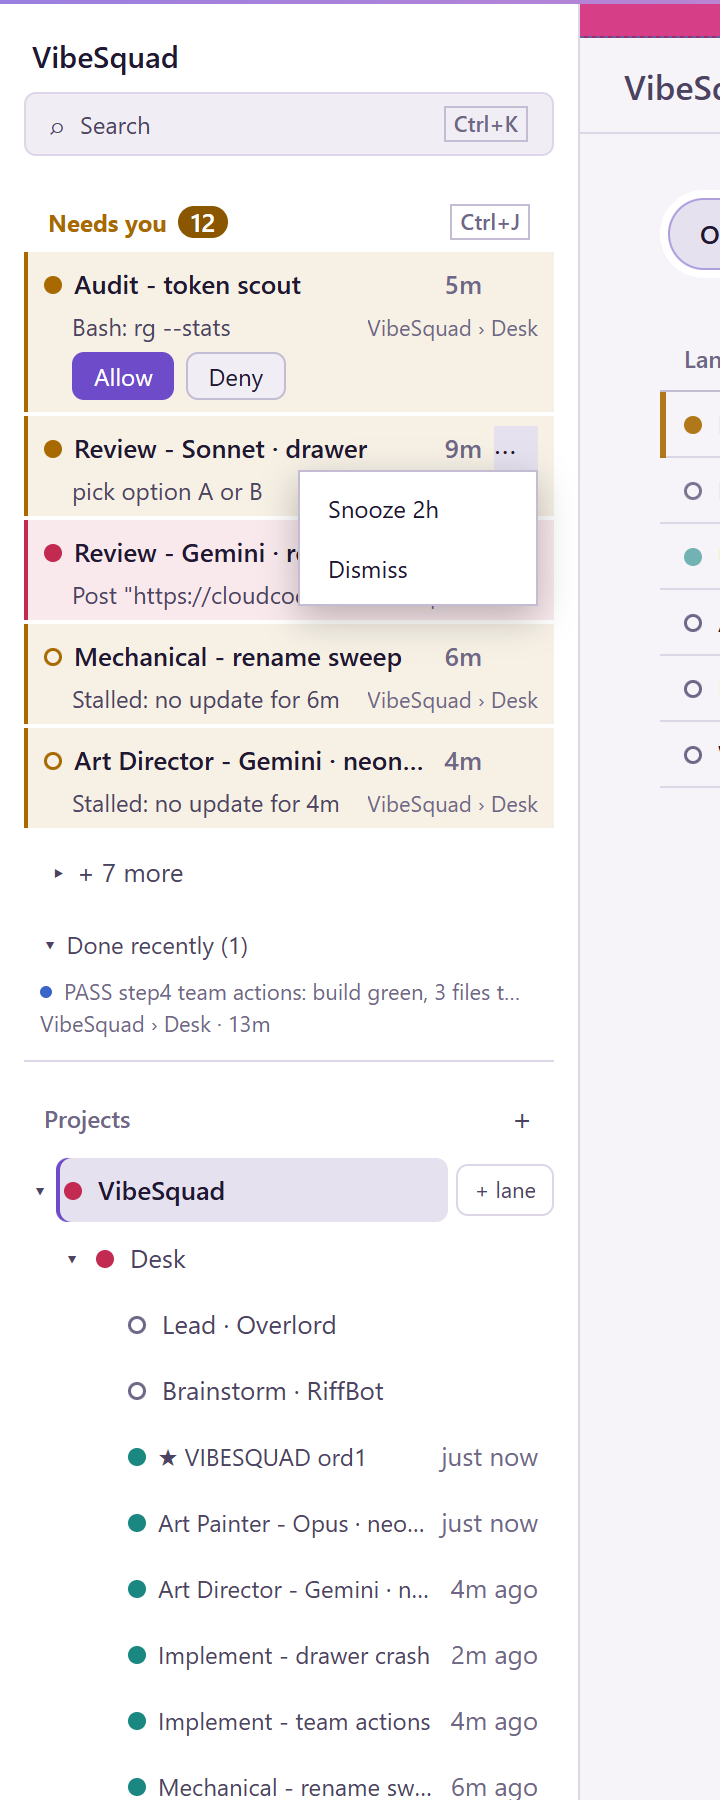 VibeSquad
Search Ctrl+K
Needs you 12 Ctrl+J
Audit - token scout 5m
Bash: rg --stats VibeSquad › Desk
Allow Deny
Review - Sonnet · drawer 9m ...
pick option A or B
Snooze 2h
Review - Gemini ·
Dismiss
Post "https://
Mechanical - rename sweep 6m
Stalled: no update for 6m VibeSquad › Desk
Art Director - Gemini · neon... 4m
Stalled: no update for 4m VibeSquad › Desk
+ 7 more
Done recently (1)
PASS step4 team actions: build green, 3 files t...
VibeSquad › Desk · 13m
Projects +
VibeSquad + lane
Desk
Lead · Overlord
Brainstorm · RiffBot
★ VIBESQUAD ord1 just now
Art Painter - Opus · neo... just now
Art Director - Gemini · n... 4m ago
Implement - drawer crash 2m ago
Implement - team actions 4m ago
Mechanical - rename sw... 6m ago